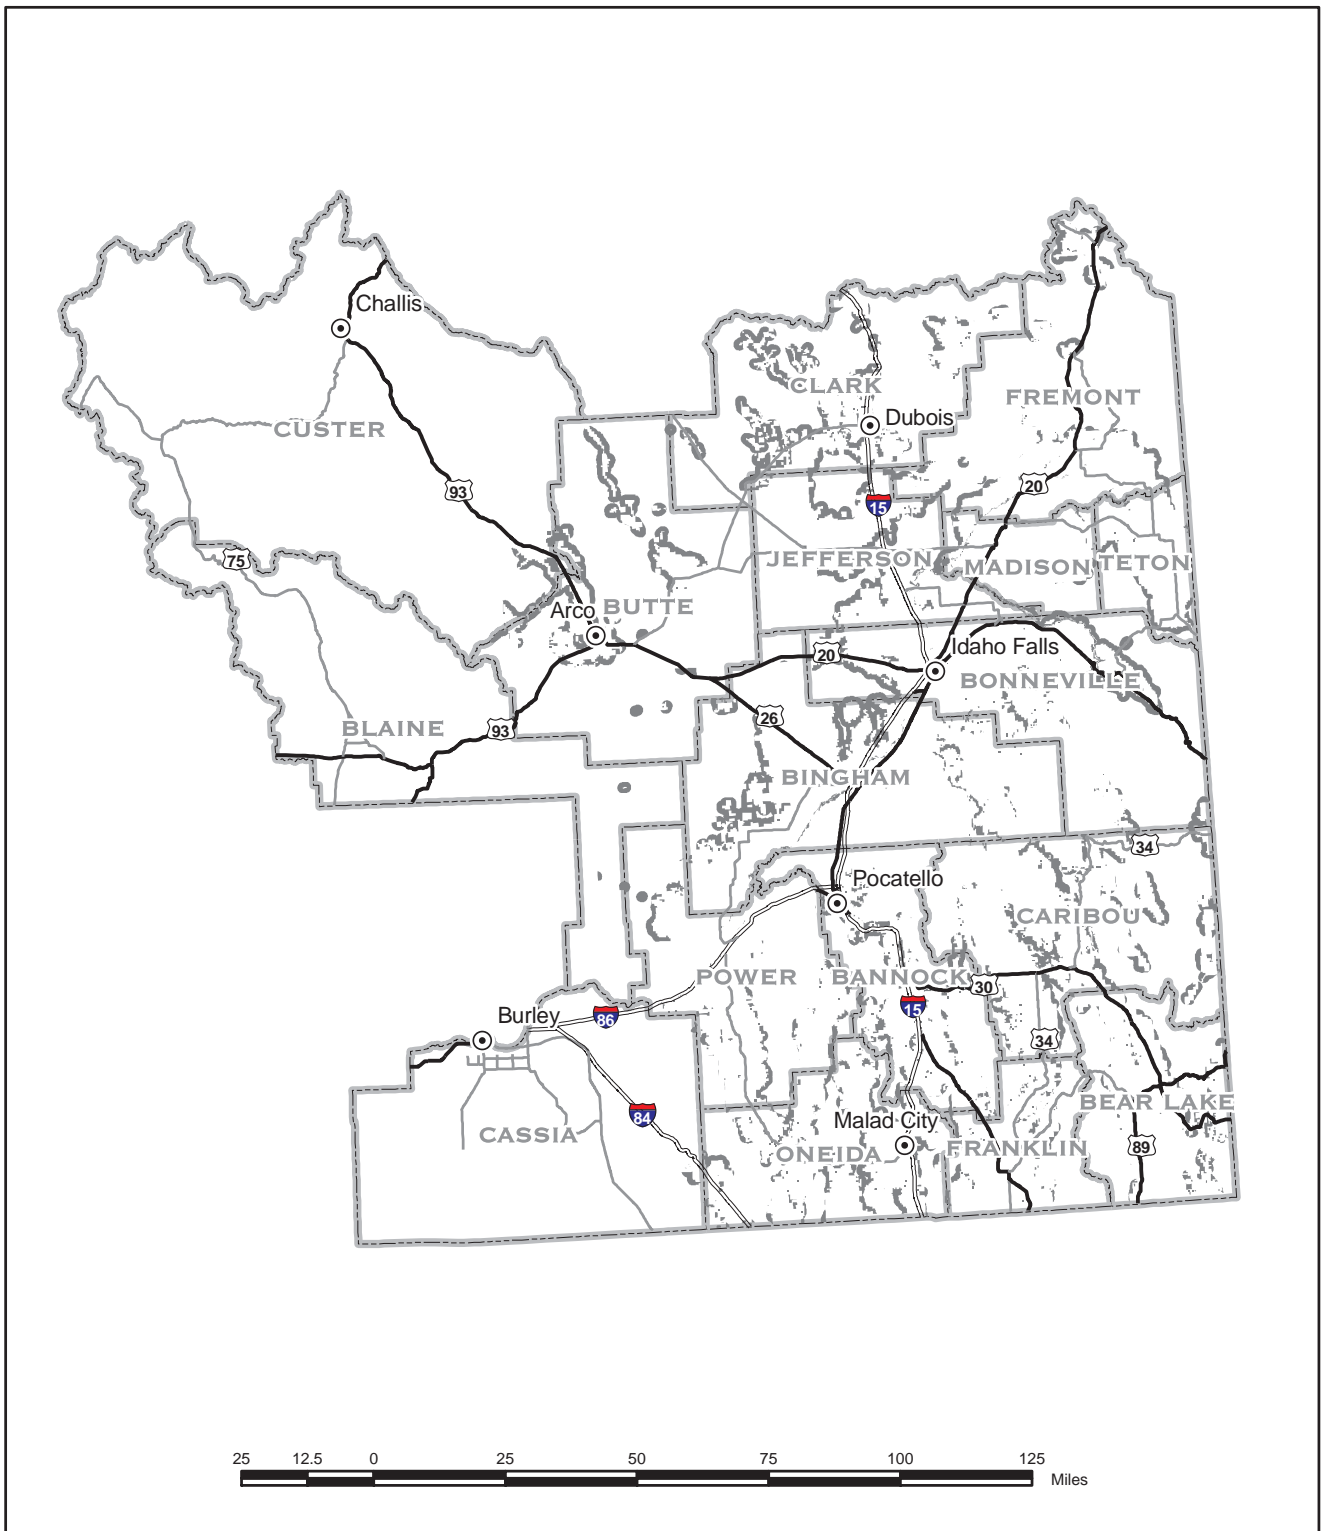 Challis
CLARK
FREMONT
Dubois
CUSTER
20
93
15
75
JEFFERSON
MADISON
TETON
Arco
BUTTE
Idaho Falls
20
BONNEVILLE
26
BLAINE
93
BINGHAM
34
Pocatello
CARIBOU
POWER
BANNOCK
30
15
Burley
86
34
BEAR LAKE
84
Malad City
CASSIA
ONEIDA
FRANKLIN
89
25 12.5 0 25 50 75 100 125
Miles